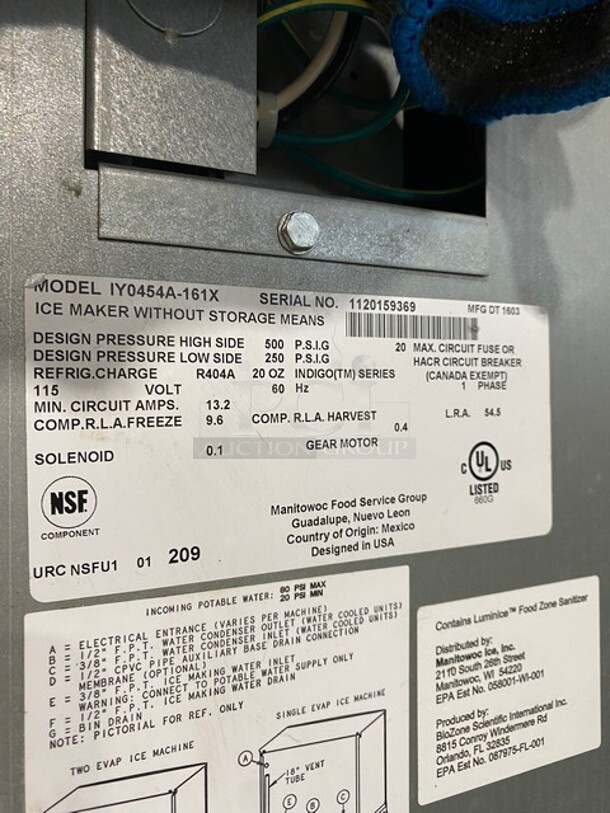 MODEL IY0454A-161X SERIAL NO. 1120159369 MFG DT 1603
ICE MAKER WITHOUT STORAGE MEANS
DESIGN PRESSURE HIGH SIDE 500 P.S.I.G 20 MAX. CIRCUIT FUSE OR
DESIGN PRESSURE LOW SIDE 250 P.S.I.G HACR CIRCUIT BREAKER
REFRIG.CHARGE R404A 20 OZ INDIGO(TM) SERIES (CANADA EXEMPT)
115 VOLT 60 Hz 1 PHASE
MIN. CIRCUIT AMPS. 13.2
COMP.R.L.A.FREEZE 9.6 COMP. R.L.A. HARVEST 0.4 L.R.A. 54.5
SOLENOID 0.1 GEAR MOTOR
AUCTION GROUP
NSF
COMPONENT
C UL US
LISTED
660G
Manitowoc Food Service Group
Guadalupe, Nuevo Leon
Country of Origin: Mexico
Designed in USA
URC NSFU1 01 209
INCOMING POTABLE WATER: 80 PSI MAX
20 PSI MIN
A = ELECTRICAL ENTRANCE (VARIES PER MACHINE)
B = 1/2" F.P.T. WATER CONDENSER OUTLET (WATER COOLED UNITS)
C = 3/8" F.P.T. WATER CONDENSER INLET (WATER COOLED UNITS)
D = 1/2" CPVC PIPE AUXILIARY BASE DRAIN CONNECTION
MEMBRANE (OPTIONAL)
E = 3/8" F.P.T. ICE MAKING WATER INLET
WARNING: CONNECT TO POTABLE WATER SUPPLY ONLY
F = 1/2" F.P.T. ICE MAKING WATER DRAIN
G = BIN DRAIN
NOTE: PICTORIAL FOR REF. ONLY
SINGLE EVAP ICE MACHINE
TWO EVAP ICE MACHINE
A
18" VENT
TUBE
E
B
C
Contains LuminIce™ Food Zone Sanitizer
Distributed by:
Manitowoc Ice, Inc.
2110 South 26th Street
Manitowoc, WI 54220
EPA Est No. 058001-WI-001
Produced by:
BioZone Scientific International Inc.
8815 Conroy Windermere Rd
Orlando, FL 32835
EPA Est No. 087975-FL-001